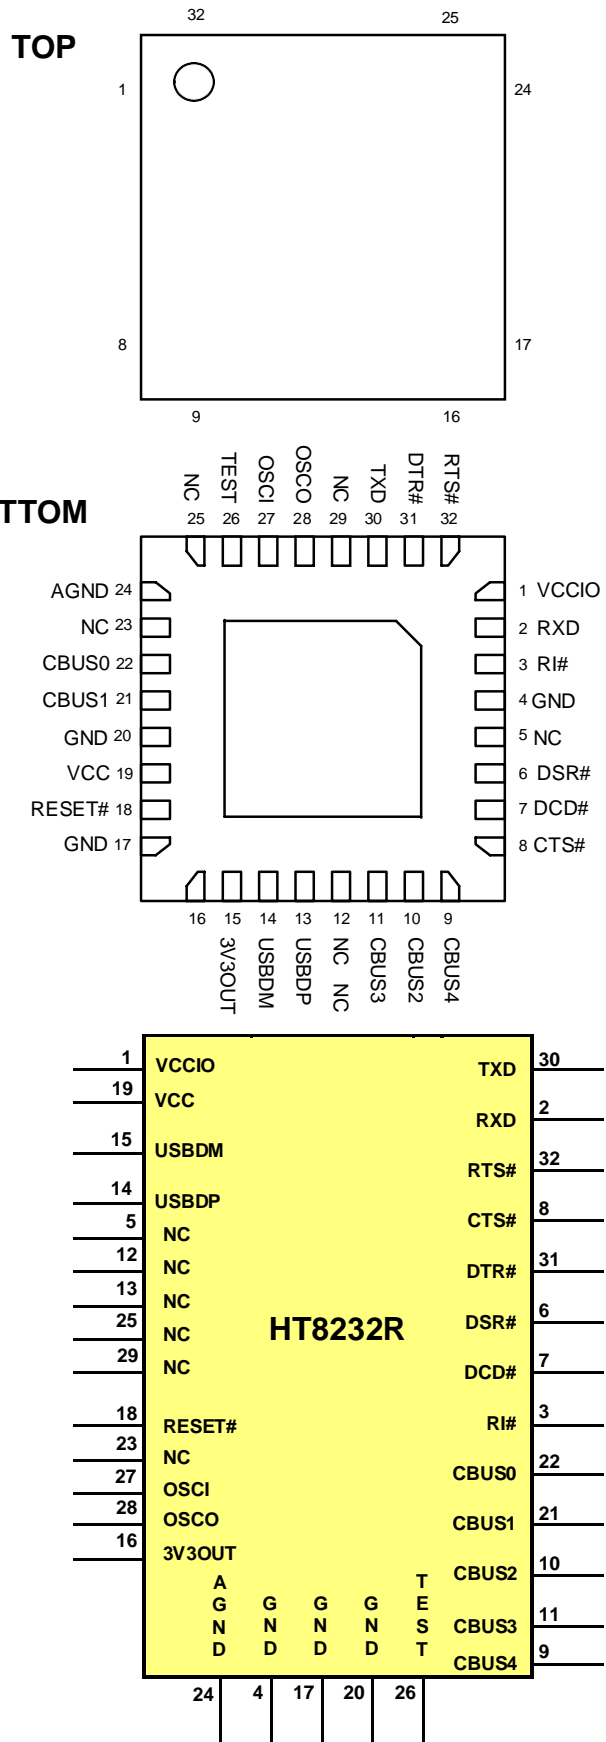 32 25
TOP
1 24
8 17
9 16
NC TEST OSCI OSCO NC TXD DTR# RTS#
TTOM
25 26 27 28 29 30 31 32
AGND 24 1 VCCIO
NC 23 2 RXD
CBUS0 22 3 RI#
CBUS1 21 4 GND
GND 20 5 NC
VCC 19 6 DSR#
RESET# 18 7 DCD#
GND 17 8 CTS#
16 15 14 13 12 11 10 9
3V3OUT USBDM USBDP NC NC CBUS3 CBUS2 CBUS4
1 VCCIO TXD 30
19 VCC
RXD 2
15 USBDM
RTS# 32
14 USBDP
CTS# 8
5 NC
12 NC DTR# 31
13 NC
25 NC HT8232R DSR# 6
29 NC DCD# 7
18 RESET# RI# 3
23 NC
CBUS0 22
27 OSCI
28 OSCO CBUS1 21
16 3V3OUT
CBUS2 10
AGND GND GND GND TEST
CBUS3 11
CBUS4 9
24 4 17 20 26